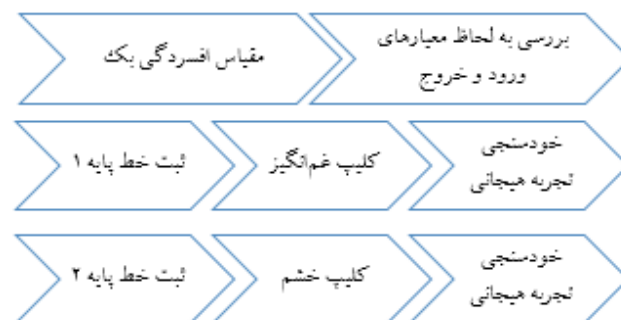 مقیاس افسردگی بک
بررسی به لحاظ معیارهای
ورود و خروج
ثبت خط پایه ۱
کلیپ غم‌انگیز
خودسنجی
تجربه هیجانی
ثبت خط پایه ۲
کلیپ خشم
خودسنجی
تجربه هیجانی